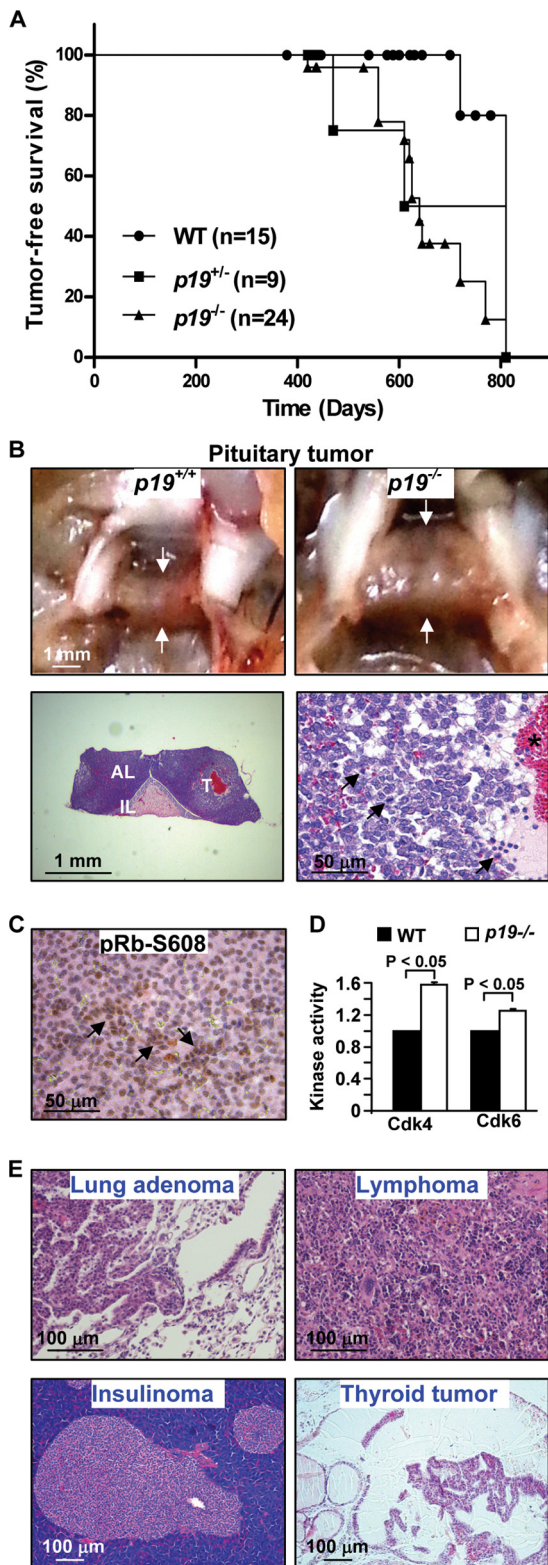 A
Tumor-free survival (%)
100
80
60
40
20
0
WT (n=15)
p19+/- (n=9)
p19-/- (n=24)
0 200 400 600 800
Time (Days)
B
Pituitary tumor
p19+/+
p19-/-
1 mm
AL
IL
T
1 mm
*
50 μm
C
pRb-S608
50 μm
D
WT p19-/-
P < 0.05
P < 0.05
Kinase activity
1.6
1.2
0.8
0.4
0
Cdk4 Cdk6
E
Lung adenoma
100 μm
Lymphoma
100 μm
Insulinoma
100 μm
Thyroid tumor
100 μm